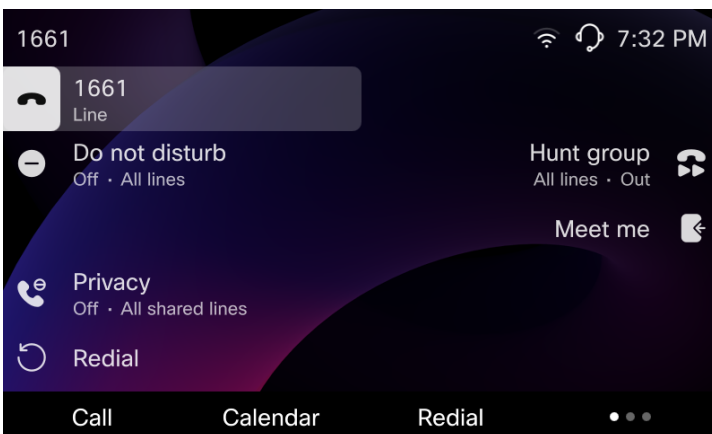 1661
7:32 PM
1661
Line
Do not disturb
Off · All lines
Hunt group
All lines · Out
Meet me
Privacy
Off · All shared lines
Redial
Call
Calendar
Redial